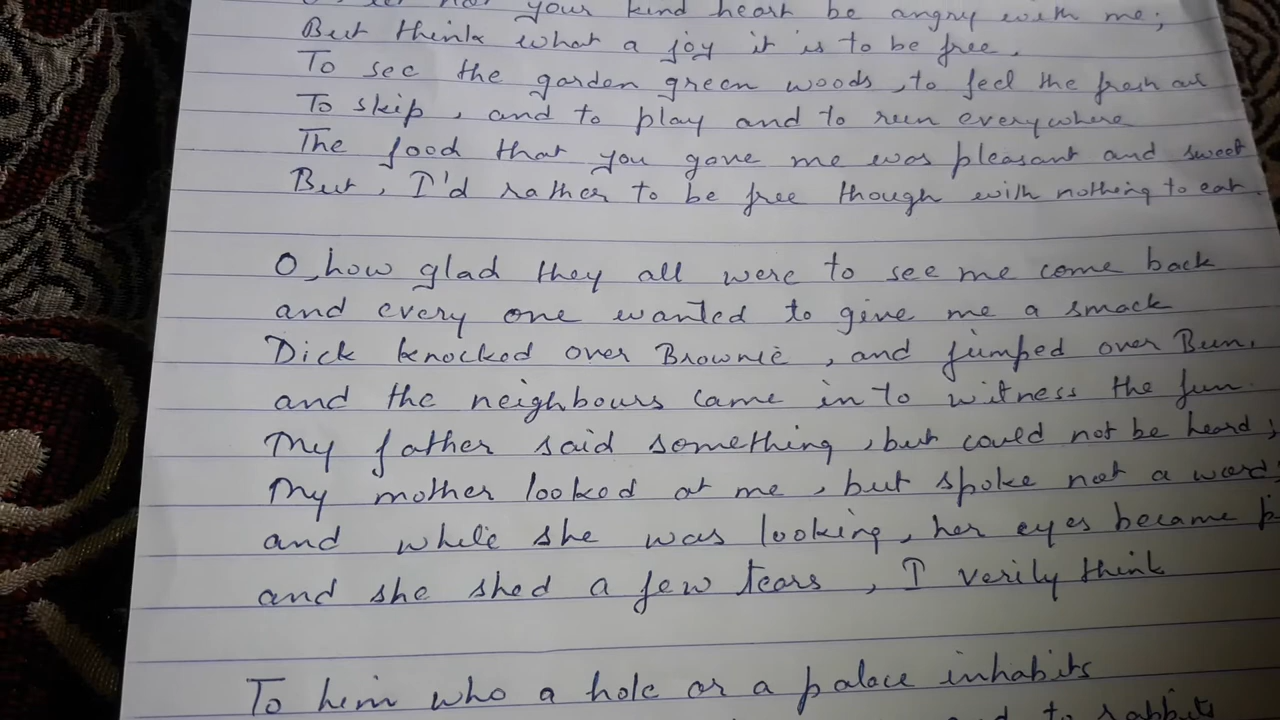 your kind heart be angry with me;
But think what a joy it is to be free.
To see the garden green woods, to feel the fresh
To skip, and to play and to run everywhere
The food that you gave me was pleasant and sweet
But, I'd rather to be free though with nothing to eat.
O, how glad they all were to see me come back
and every one wanted to give me a smack
Dick knocked over Brownie, and jumped over Bun.
and the neighbours came in to witness the fun.
My father said something, but could not be heard;
My mother looked at me, but spoke not a word;
and while she was looking, her eyes became
and she shed a few tears, I verily think
To him who a hole or a palace inhabits
to rabbits